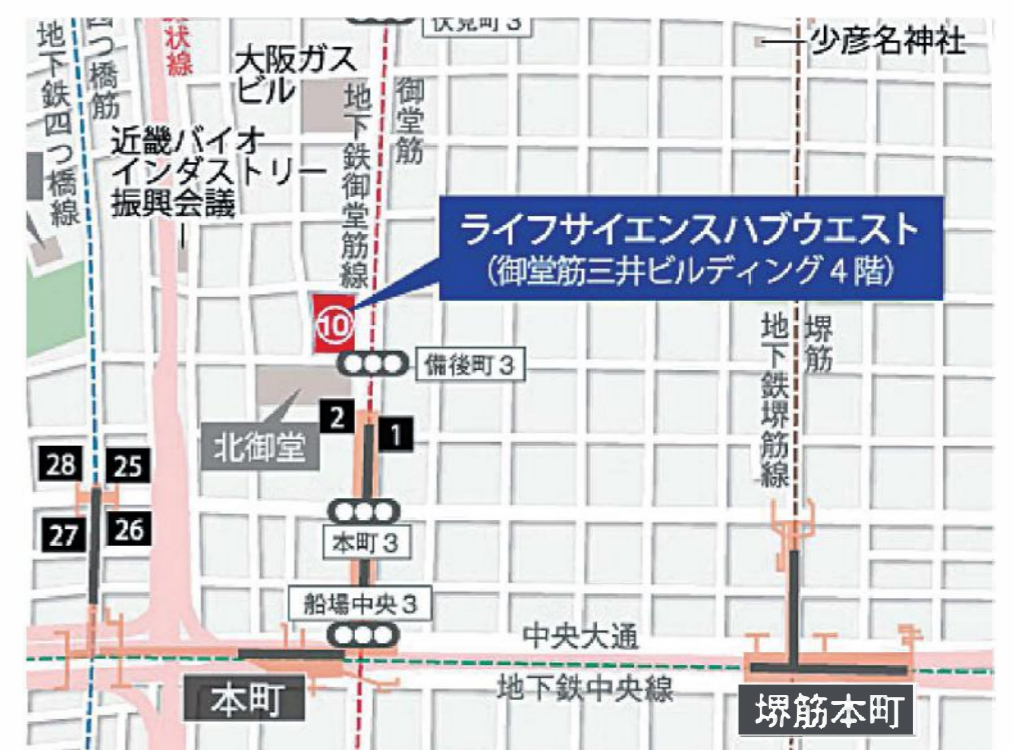 伏見町3
少彦名神社
四つ橋筋
地下鉄四つ橋線
状線
大阪ガス
ビル
地下鉄御堂筋線
御堂筋
近畿バイオ
インダストリー
振興会議
ライフサイエンスハブウエスト
(御堂筋三井ビルディング4階)
⑩
地下鉄堺筋線
堺筋
備後町3
2
1
北御堂
28
25
27
26
本町3
船場中央3
中央大通
地下鉄中央線
本町
堺筋本町